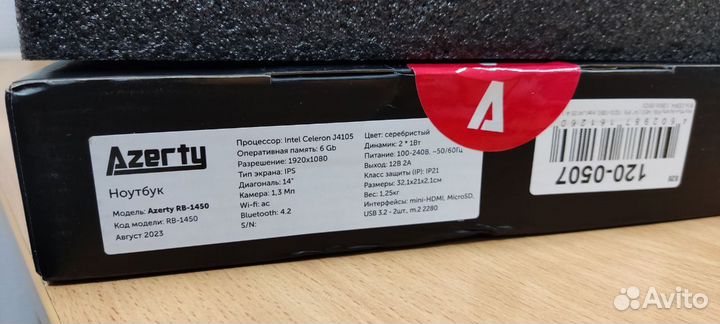 Azerty
Ноутбук
Модель: Azerty RB-1450
Код модели: RB-1450
Август 2023
Процессор: Intel Celeron J4105
Оперативная память: 6 Gb
Разрешение: 1920x1080
Тип экрана: IPS
Диагональ: 14"
Камера: 1,3 Мп
Wi-fi: ac
Bluetooth: 4.2
S/N:
Цвет: серебристый
Динамик: 2 * 1Вт
Питание: 100-240В, ~50/60Гц
Выход: 12В 2А
Класс защиты (IP): IP21
Размеры: 32,1x21x2,1см
Вес: 1,25кг
Интерфейсы: mini-HDMI, MicroSD,
USB 3.2 - 2шт., m.2 2280
A
120-0507
Avito